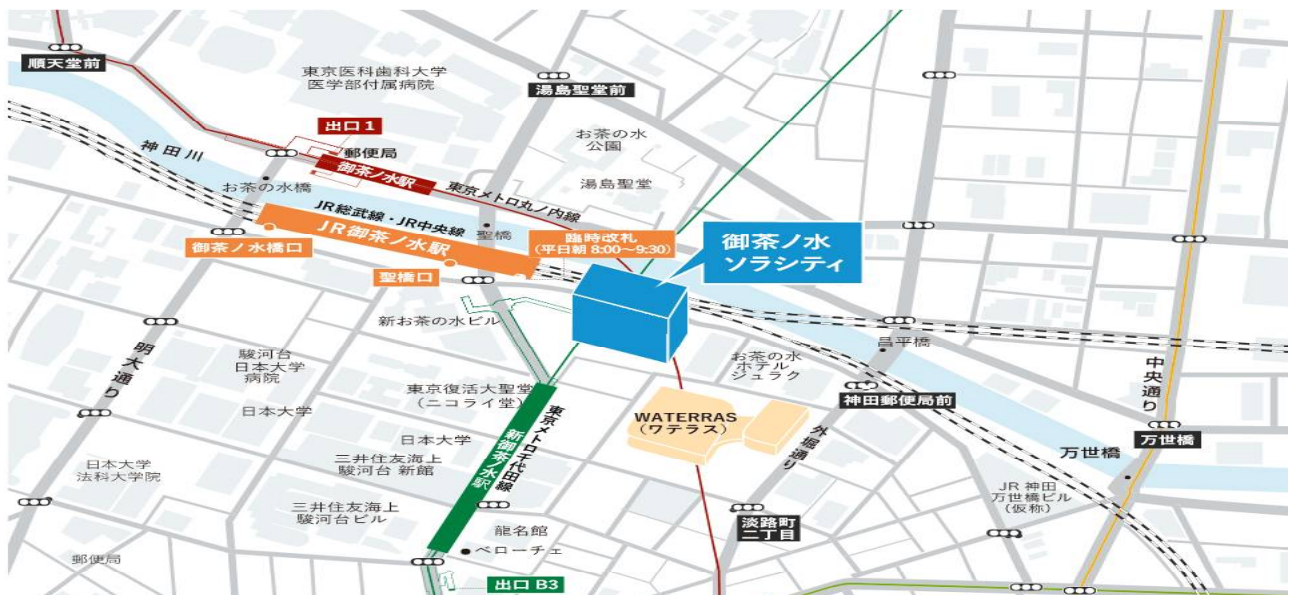 順天堂前
東京医科歯科大学
医学部付属病院
湯島聖堂前
出口1
郵便局
お茶の水
公園
神田川
御茶ノ水駅
東京メトロ丸ノ内線
湯島聖堂
お茶の水橋
JR総武線・JR中央線
JR御茶ノ水駅
聖橋
臨時改札
(平日朝 8:00～9:30)
御茶ノ水
ソラシティ
御茶ノ水橋口
聖橋口
新お茶の水ビル
明大通り
駿河台
日本大学
病院
お茶の水
ホテル
ジュラク
昌平橋
中央通り
東京復活大聖堂
(ニコライ堂)
神田郵便局前
日本大学
WATERRAS
(ワテラス)
外堀通り
東京メトロ千代田線
新御茶ノ水駅
日本大学
万世橋
万世橋
三井住友海上
駿河台 新館
日本大学
法科大学院
JR 神田
万世橋ビル
(仮称)
三井住友海上
駿河台ビル
淡路町
二丁目
龍名館
ベローチェ
郵便局
出口 B3